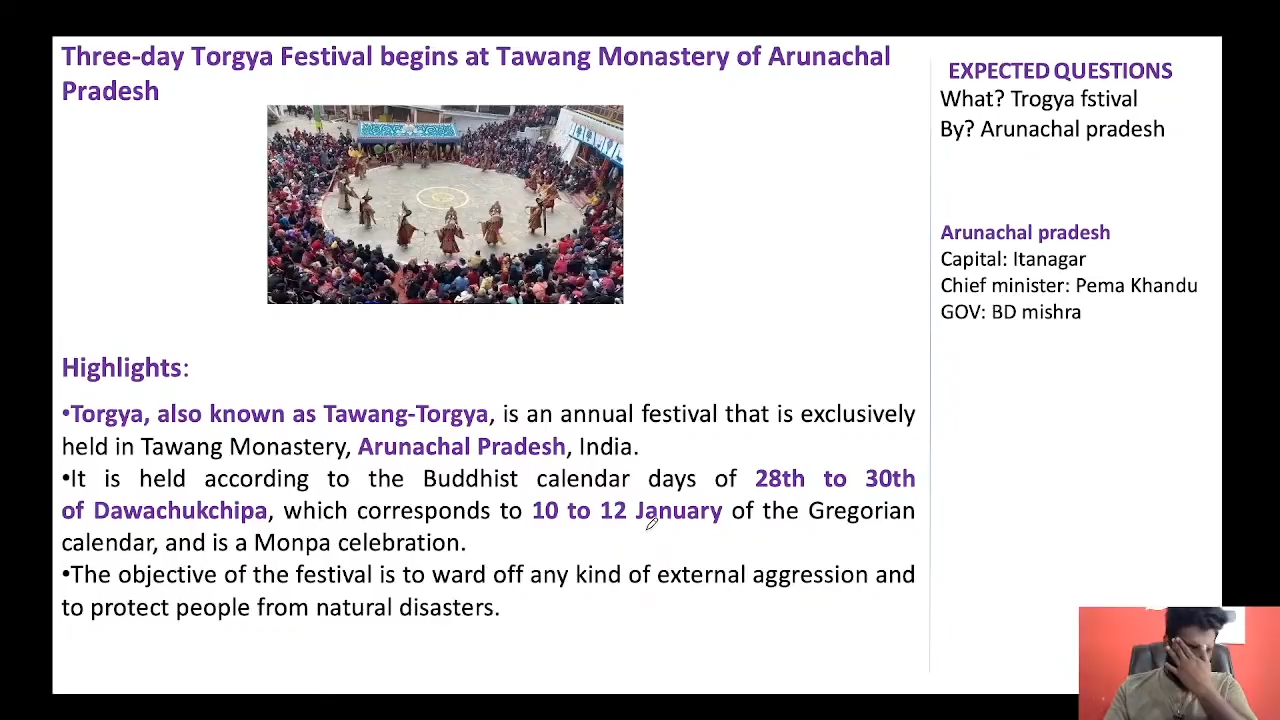 Three-day Torgya Festival begins at Tawang Monastery of Arunachal
Pradesh
Highlights:
•Torgya, also known as Tawang-Torgya, is an annual festival that is exclusively
held in Tawang Monastery, Arunachal Pradesh, India.
•It is held according to the Buddhist calendar days of 28th to 30th
of Dawachukchipa, which corresponds to 10 to 12 January of the Gregorian
calendar, and is a Monpa celebration.
•The objective of the festival is to ward off any kind of external aggression and
to protect people from natural disasters.
EXPECTED QUESTIONS
What? Trogya fstival
By? Arunachal pradesh
Arunachal pradesh
Capital: Itanagar
Chief minister: Pema Khandu
GOV: BD mishra